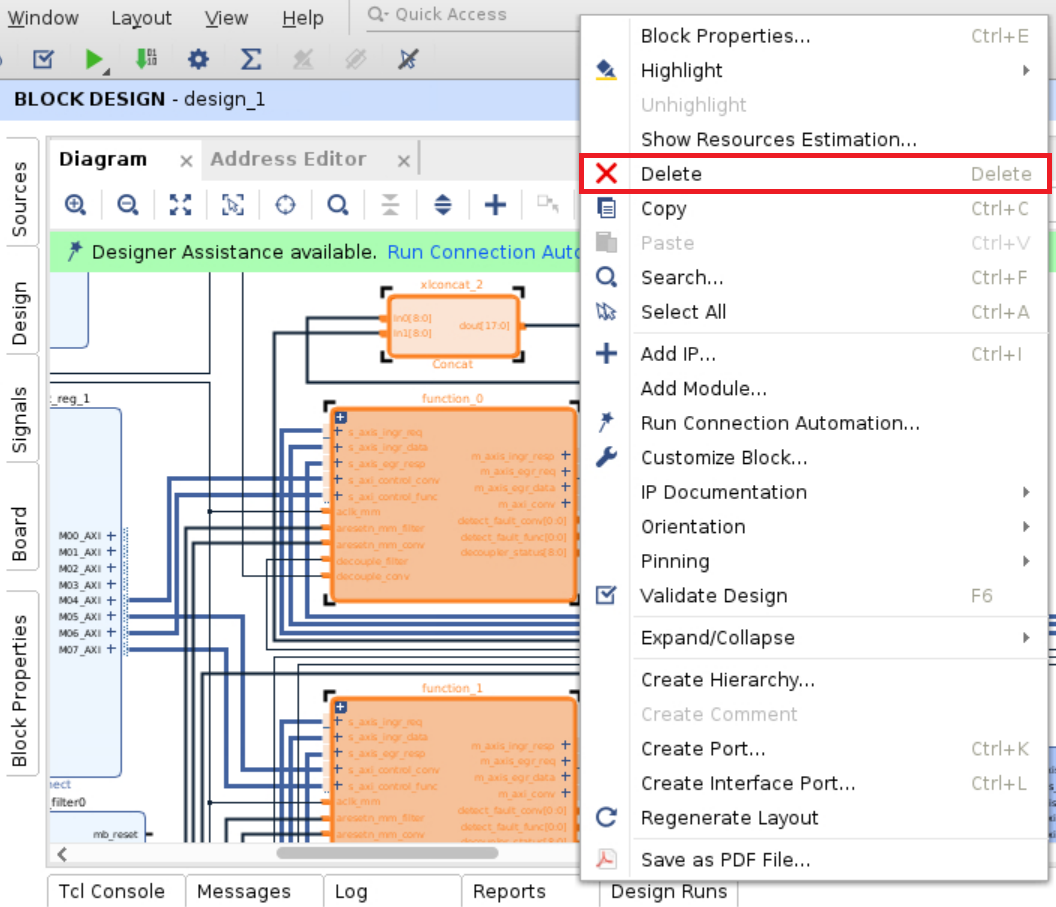 Window Layout View Help Quick Access
BLOCK DESIGN - design_1
Diagram Address Editor
Designer Assistance available. Run Connection Auto
Sources
Design
Signals
Board
Block Properties
xlconcat_2
In0[8:0]
In1[8:0]
dout[17:0]
Concat
_reg_1
M00_AXI
M01_AXI
M02_AXI
M03_AXI
M04_AXI
M05_AXI
M06_AXI
M07_AXI
nect
_filter0
mb_reset
function_0
s_axis_ingr_req
s_axis_ingr_data
s_axis_egr_resp
s_axi_control_conv
s_axi_control_func
aclk_mm
aresetn_mm_filter
aresetn_mm_conv
decouple_filter
decouple_conv
m_axis_ingr_resp
m_axis_egr_req
m_axis_egr_data
m_axi_conv
detect_fault_conv[0:0]
detect_fault_func[0:0]
decoupler_status[8:0]
function_1
s_axis_ingr_req
s_axis_ingr_data
s_axis_egr_resp
s_axi_control_conv
s_axi_control_func
aclk_mm
aresetn_mm_filter
aresetn_mm_conv
m_axis_ingr_resp
m_axis_egr_req
m_axis_egr_data
m_axi_conv
detect_fault_conv[0:0]
detect_fault_func[0:0]
Block Properties... Ctrl+E
Highlight
Unhighlight
Show Resources Estimation...
Delete Delete
Copy Ctrl+C
Paste Ctrl+V
Search... Ctrl+F
Select All Ctrl+A
Add IP... Ctrl+I
Add Module...
Run Connection Automation...
Customize Block...
IP Documentation
Orientation
Pinning
Validate Design F6
Expand/Collapse
Create Hierarchy...
Create Comment
Create Port... Ctrl+K
Create Interface Port... Ctrl+L
Regenerate Layout
Save as PDF File...
Tcl Console Messages Log Reports Design Runs